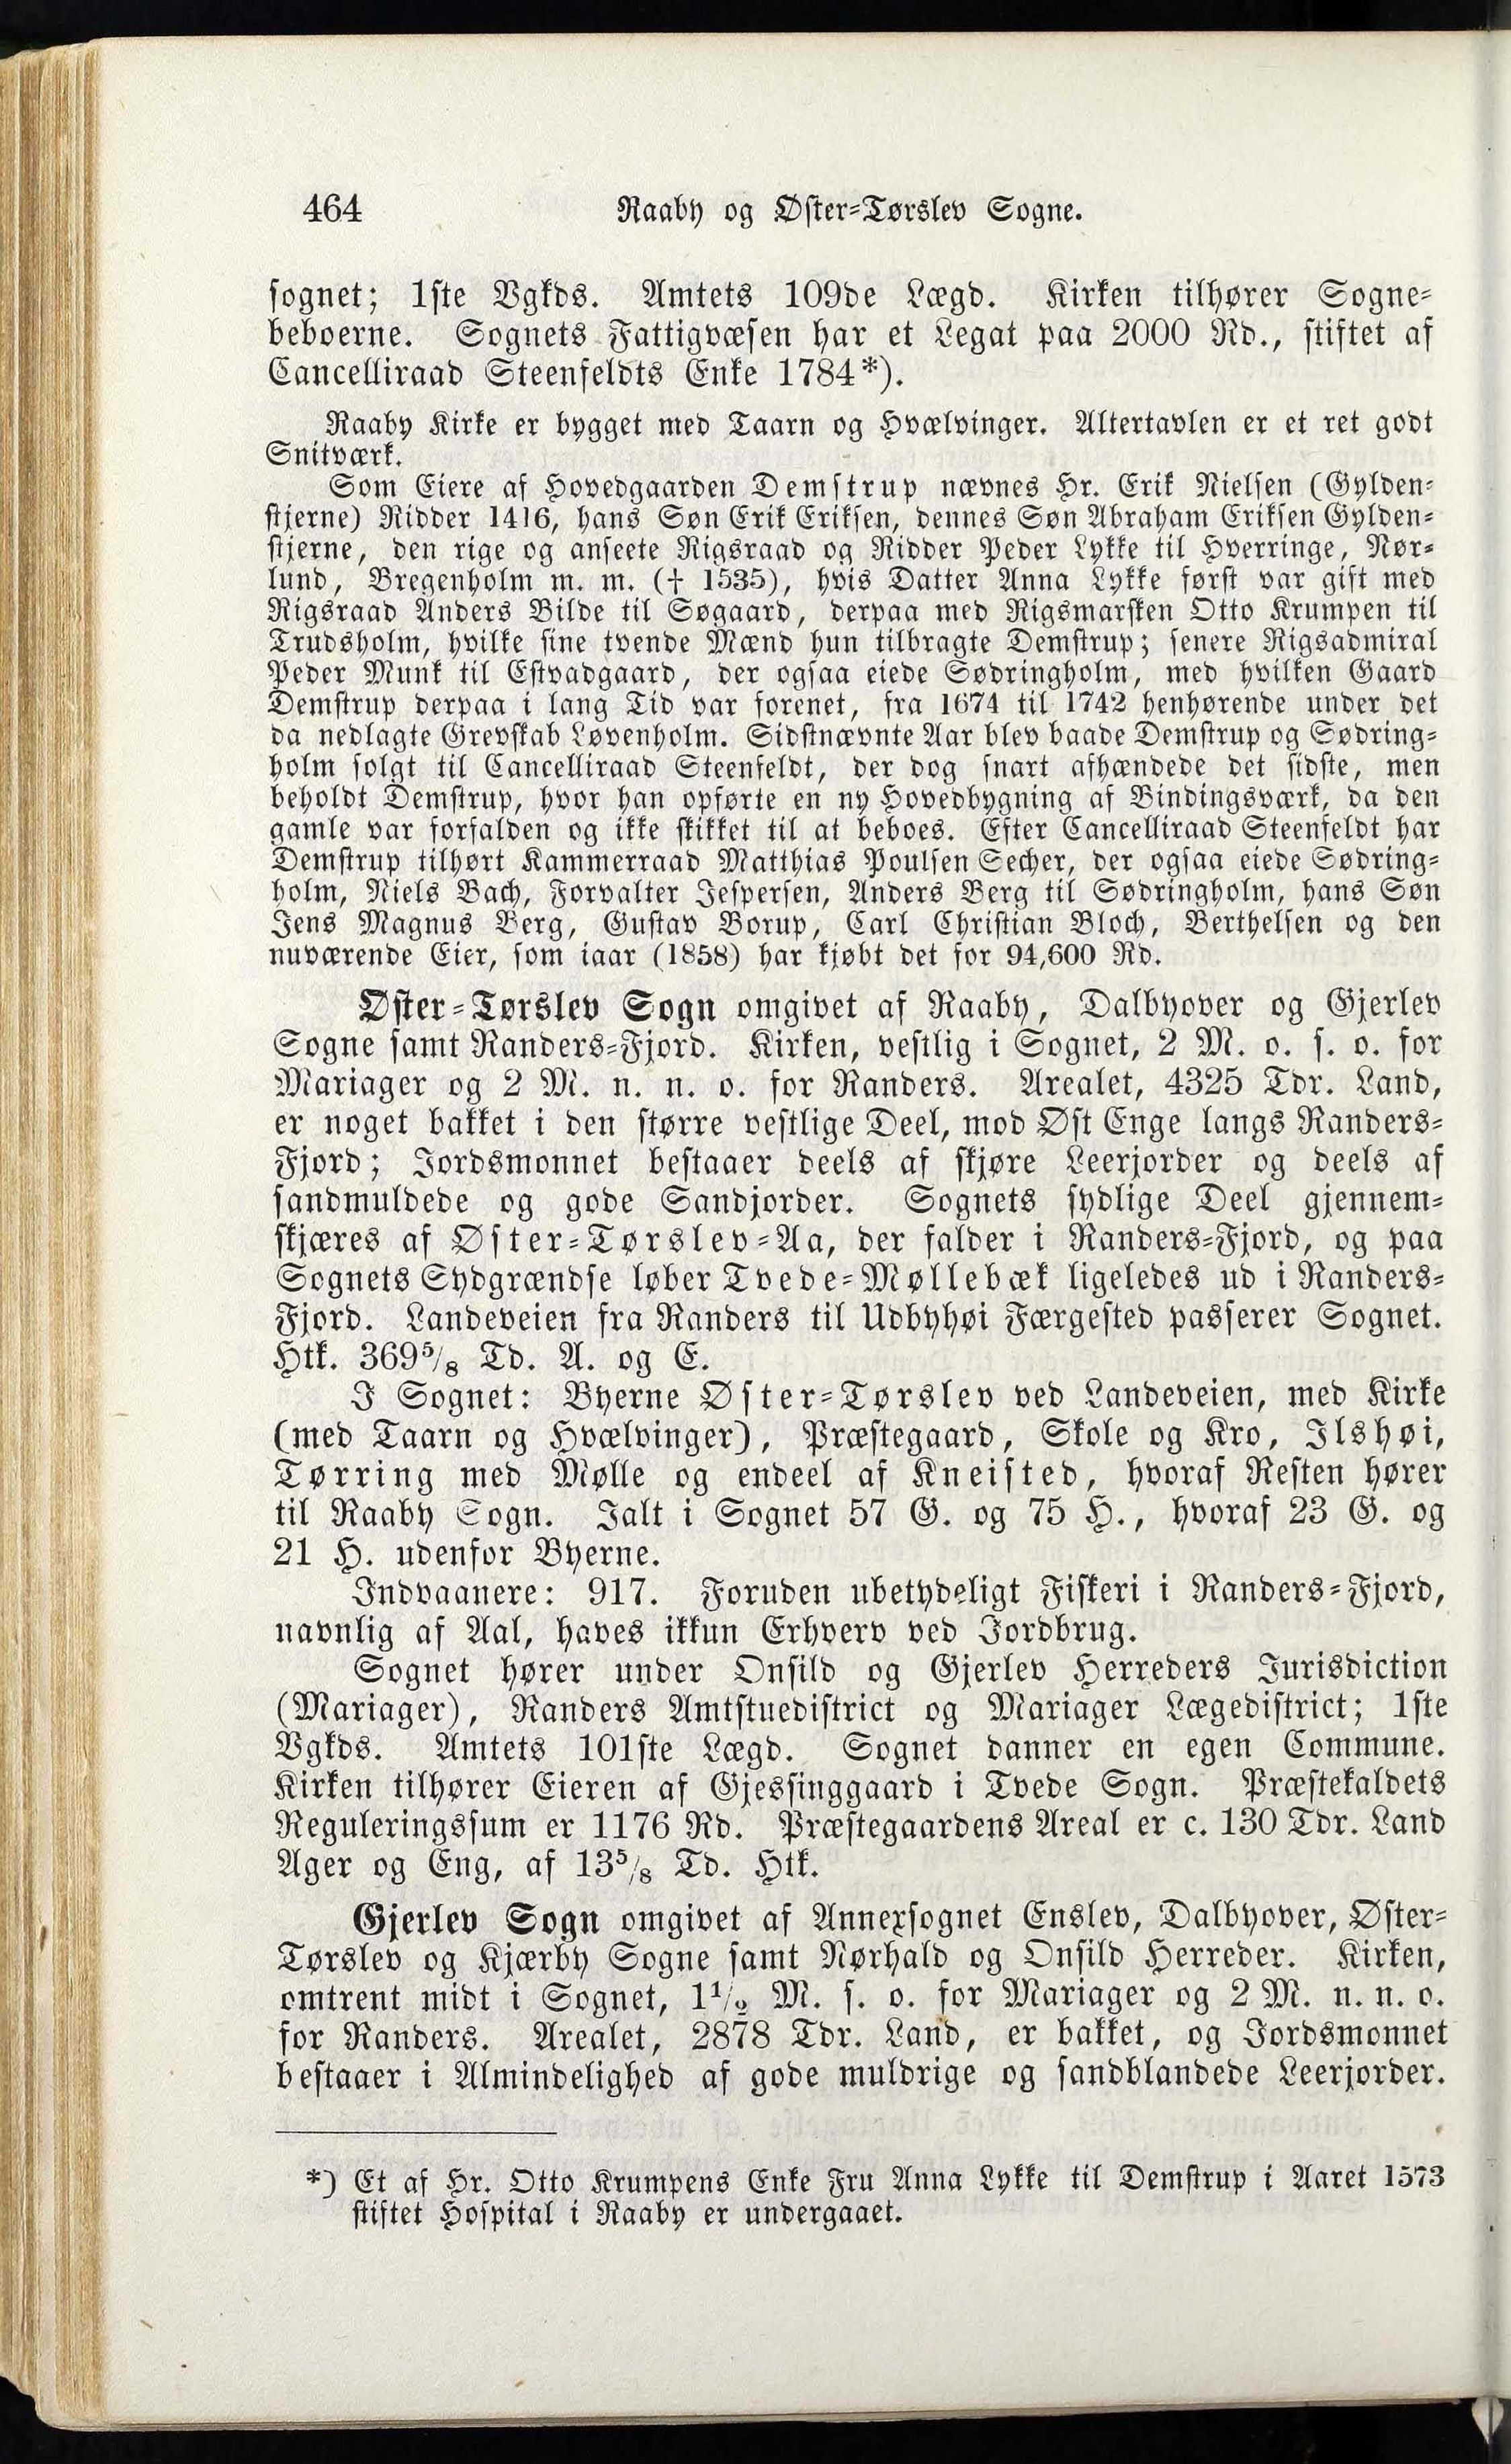 464 Raaby og Øster-Tørslev Sogne.
sognet; 1ste Vgkds. Amtets 109de Lægd. Kirken tilhører Sogne-
beboerne. Sognets Fattigvæsen har et Legat paa 2000 Rd., stiftet af
Cancelliraad Steenfeldts Enke 1784*).
Raaby Kirke er bygget med Taarn og Hvælvinger. Altertavlen er et ret godt
Snitværk.
Som Eiere af Hovedgaarden Demstrup nævnes Hr. Erik Nielsen (Gylden-
stjerne) Ridder 1416, hans Søn Erik Eriksen, dennes Søn Abraham Eriksen Gylden-
stjerne, den rige og anseete Rigsraad og Ridder Peder Lykke til Hverringe, Nør-
lund, Bregenholm m. m. († 1535), hvis Datter Anna Lykke først var gift med
Rigsraad Anders Bilde til Søgaard, derpaa med Rigsmarsken Otto Krumpen til
Trudsholm, hvilke sine tvende Mænd hun tilbragte Demstrup; senere Rigsadmiral
Peder Munk til Estvadgaard, der ogsaa eiede Sødringholm, med hvilken Gaard
Demstrup derpaa i lang Tid var forenet, fra 1674 til 1742 henhørende under det
da nedlagte Grevskab Løvenholm. Sidstnævnte Aar blev baade Demstrup og Sødring-
holm solgt til Cancelliraad Steenfeldt, der dog snart afhændede det sidste, men
beholdt Demstrup, hvor han opførte en ny Hovedbygning af Bindingsværk, da den
gamle var forfalden og ikke skikket til at beboes. Efter Cancelliraad Steenfeldt har
Demstrup tilhørt Kammerraad Matthias Poulsen Secher, der ogsaa eiede Sødring-
holm, Niels Bach, Forvalter Jespersen, Anders Berg til Sødringholm, hans Søn
Jens Magnus Berg, Gustav Borup, Carl Christian Bloch, Berthelsen og den
nuværende Eier, som iaar (1858) har kjøbt det for 94,600 Rd.
Øster-Tørslev Sogn omgivet af Raaby, Dalbyover og Gjerlev
Sogne samt Randers-Fjord. Kirken, vestlig i Sognet, 2 M. o. s. o. for
Mariager og 2 M. n. n. o. for Randers. Arealet, 4325 Tdr. Land,
er noget bakket i den større vestlige Deel, mod Øst Enge langs Randers-
Fjord; Jordsmonnet bestaaer deels af skjøre Leerjorder og deels af
sandmuldede og gode Sandjorder. Sognets sydlige Deel gjennem-
skjæres af Øster-Tørslev-Aa, der falder i Randers-Fjord, og paa
Sognets Sydgrændse løber Tvede-Møllebæk ligeledes ud i Randers-
Fjord. Landeveien fra Randers til Udbyhøi Færgested passerer Sognet.
Htk. 369⁵/₈ Td. A. og E.
I Sognet: Byerne Øster-Tørslev ved Landeveien, med Kirke
(med Taarn og Hvælvinger), Præstegaard, Skole og Kro, Ilshøi,
Tørring med Mølle og endeel af Kneisted, hvoraf Resten hører
til Raaby Sogn. Ialt i Sognet 57 G. og 75 H., hvoraf 23 G. og
21 H. udenfor Byerne.
Indvaanere: 917. Foruden ubetydeligt Fiskeri i Randers-Fjord,
navnlig af Aal, haves ikkun Erhverv ved Jordbrug.
Sognet hører under Onsild og Gjerlev Herreders Jurisdiction
(Mariager), Randers Amtstuedistrict og Mariager Lægedistrict; 1ste
Vgkds. Amtets 101ste Lægd. Sognet danner en egen Commune.
Kirken tilhører Eieren af Gjessinggaard i Tvede Sogn. Præstekaldets
Reguleringssum er 1176 Rd. Præstegaardens Areal er c. 130 Tdr. Land
Ager og Eng, af 13⁵/₈ Td. Htk.
Gjerlev Sogn omgivet af Annexsognet Enslev, Dalbyover, Øster-
Tørslev og Kjærby Sogne samt Nørhald og Onsild Herreder. Kirken,
omtrent midt i Sognet, 1¹/₂ M. s. o. for Mariager og 2 M. n. n. o.
for Randers. Arealet, 2878 Tdr. Land, er bakket, og Jordsmonnet
bestaaer i Almindelighed af gode muldrige og sandblandede Leerjorder.
*) Et af Hr. Otto Krumpens Enke Fru Anna Lykke til Demstrup i Aaret 1573
stiftet Hospital i Raaby er undergaaet.